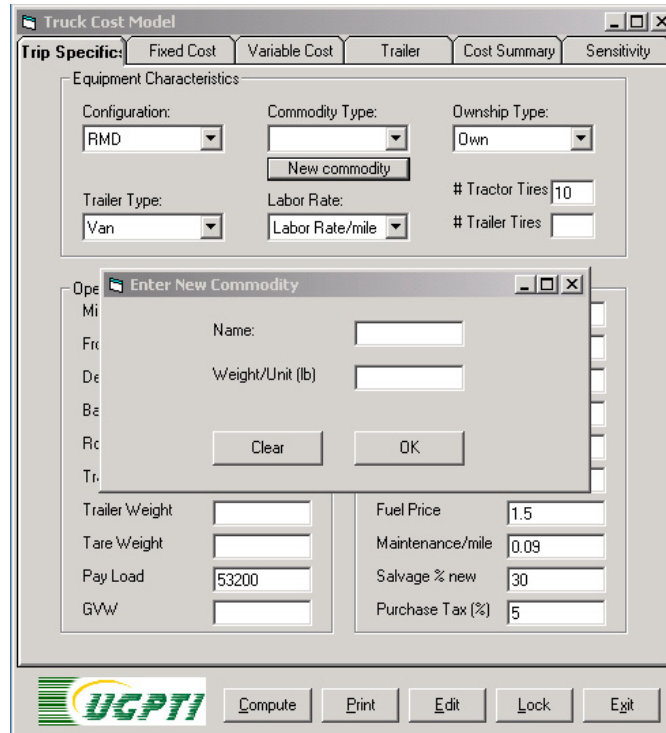 Truck Cost Model
Trip Specifics Fixed Cost Variable Cost Trailer Cost Summary Sensitivity
Equipment Characteristics
Configuration: Commodity Type: Ownship Type:
RMD Own
New commodity
Trailer Type: Labor Rate: # Tractor Tires 10
Van Labor Rate/mile # Trailer Tires
Enter New Commodity
Name:
Weight/Unit (lb)
Clear OK
Trailer Weight Fuel Price 1.5
Tare Weight Maintenance/mile 0.09
Pay Load 53200 Salvage % new 30
GVW Purchase Tax (%) 5
UGPTI Compute Print Edit Lock Exit